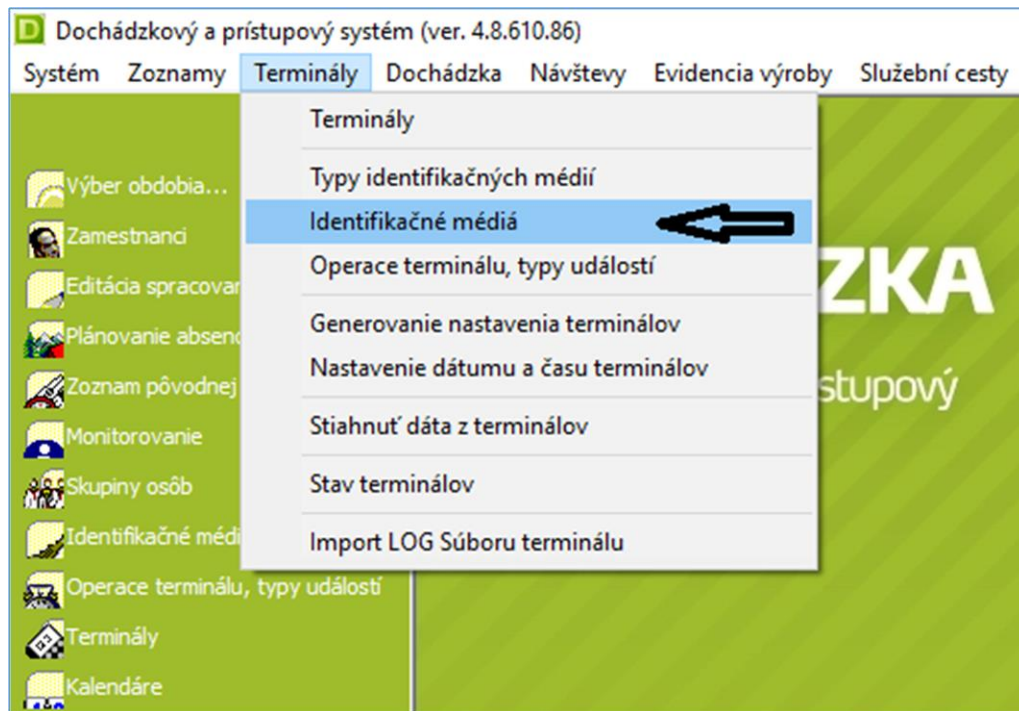 Dochádzkový a prístupový systém (ver. 4.8.610.86)
Systém Zoznamy Terminály Dochádzka Návštevy Evidencia výroby Služební cesty
Terminály
Typy identifikačných médií
Identifikačné médiá
Operace terminálu, typy událostí
Generovanie nastavenia terminálov
Nastavenie dátumu a času terminálov
Stiahnuť dáta z terminálov
Stav terminálov
Import LOG Súboru terminálu
Výber obdobia...
Zamestnanci
Editácia spracovan
Plánovanie absenc
Zoznam pôvodnej
Monitorovanie
Skupiny osôb
Identifikačné médi
Operace terminálu, typy událostí
Terminály
Kalendáre
ZKA
stupový